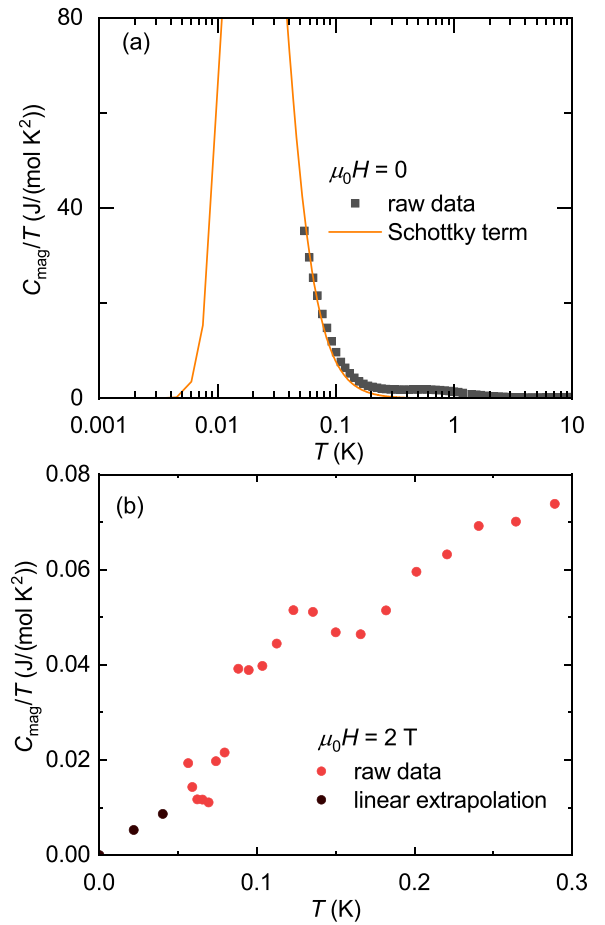 80
(a)
C_mag/T (J/(mol K²))
μ₀H = 0
raw data
Schottky term
40
0
0.001
0.01
0.1
1
10
T (K)
0.08
(b)
C_mag/T (J/(mol K²))
0.06
0.04
μ₀H = 2 T
raw data
linear extrapolation
0.02
0.00
0.0
0.1
0.2
0.3
T (K)